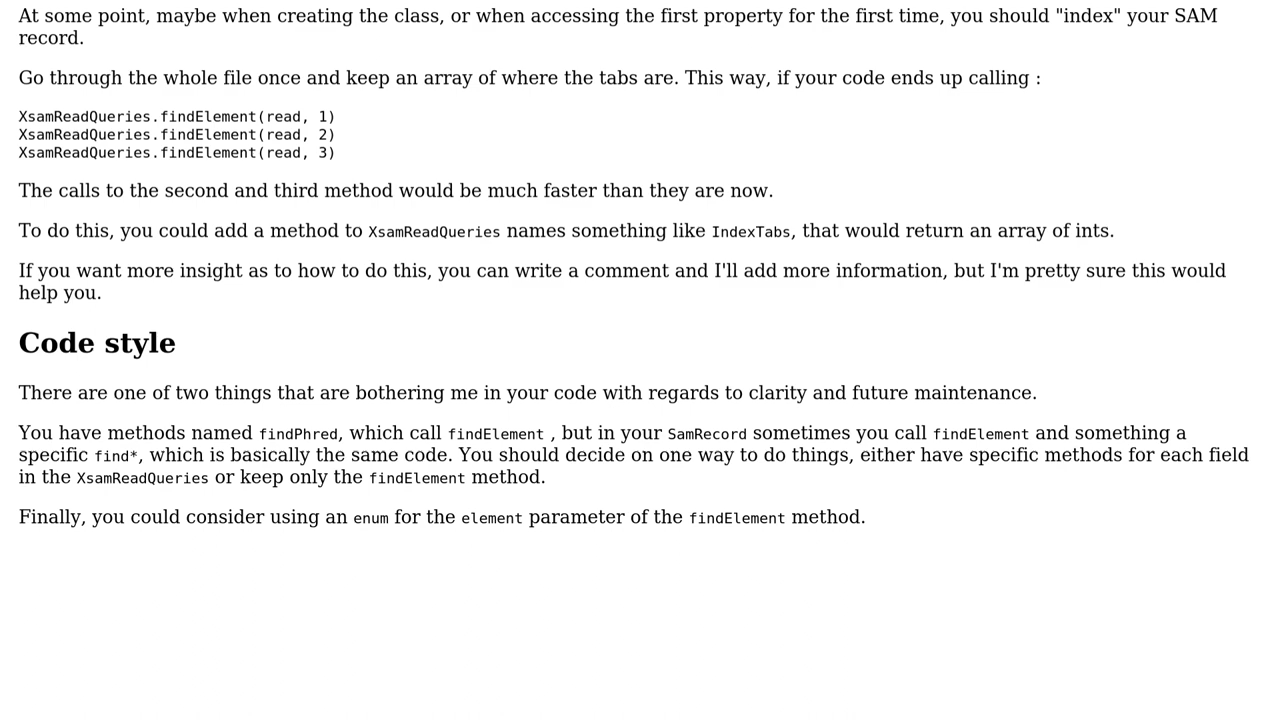 At some point, maybe when creating the class, or when accessing the first property for the first time, you should "index" your SAM
record.
Go through the whole file once and keep an array of where the tabs are. This way, if your code ends up calling :
XsamReadQueries.findElement(read, 1)
XsamReadQueries.findElement(read, 2)
XsamReadQueries.findElement(read, 3)
The calls to the second and third method would be much faster than they are now.
To do this, you could add a method to XsamReadQueries names something like IndexTabs, that would return an array of ints.
If you want more insight as to how to do this, you can write a comment and I'll add more information, but I'm pretty sure this would
help you.
Code style
There are one of two things that are bothering me in your code with regards to clarity and future maintenance.
You have methods named findPhred, which call findElement , but in your SamRecord sometimes you call findElement and something a
specific find*, which is basically the same code. You should decide on one way to do things, either have specific methods for each field
in the XsamReadQueries or keep only the findElement method.
Finally, you could consider using an enum for the element parameter of the findElement method.